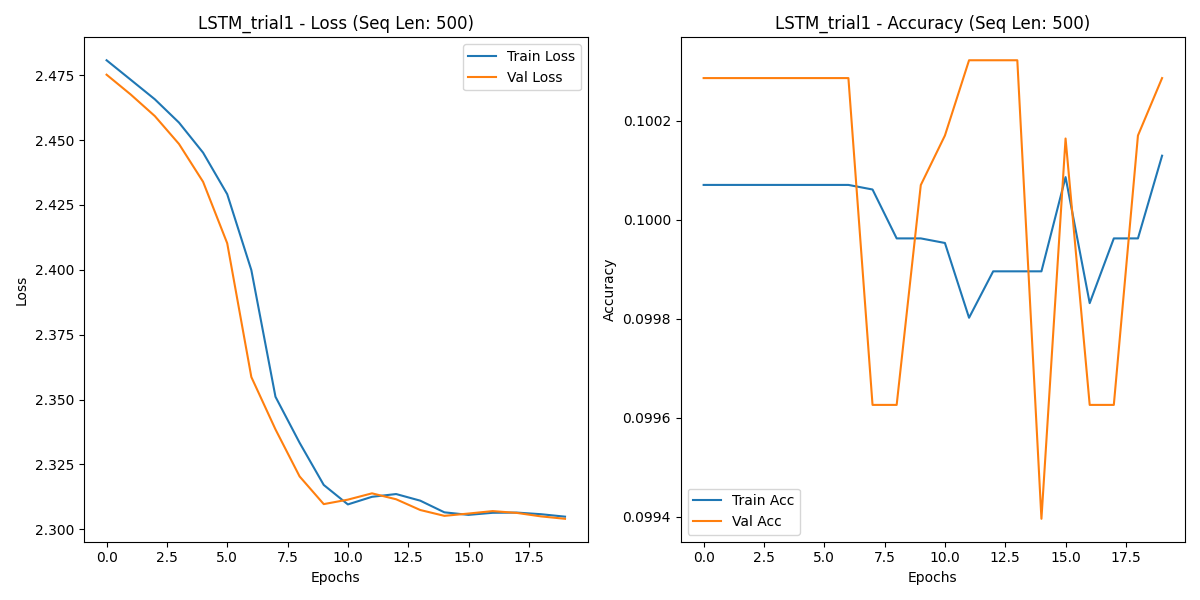 LSTM_trial1 - Loss (Seq Len: 500)
Train Loss
Val Loss
2.475
2.450
2.425
2.400
2.375
2.350
2.325
2.300
Loss
0.0 2.5 5.0 7.5 10.0 12.5 15.0 17.5
Epochs
LSTM_trial1 - Accuracy (Seq Len: 500)
0.1002
0.1000
0.0998
0.0996
0.0994
Accuracy
Train Acc
Val Acc
0.0 2.5 5.0 7.5 10.0 12.5 15.0 17.5
Epochs